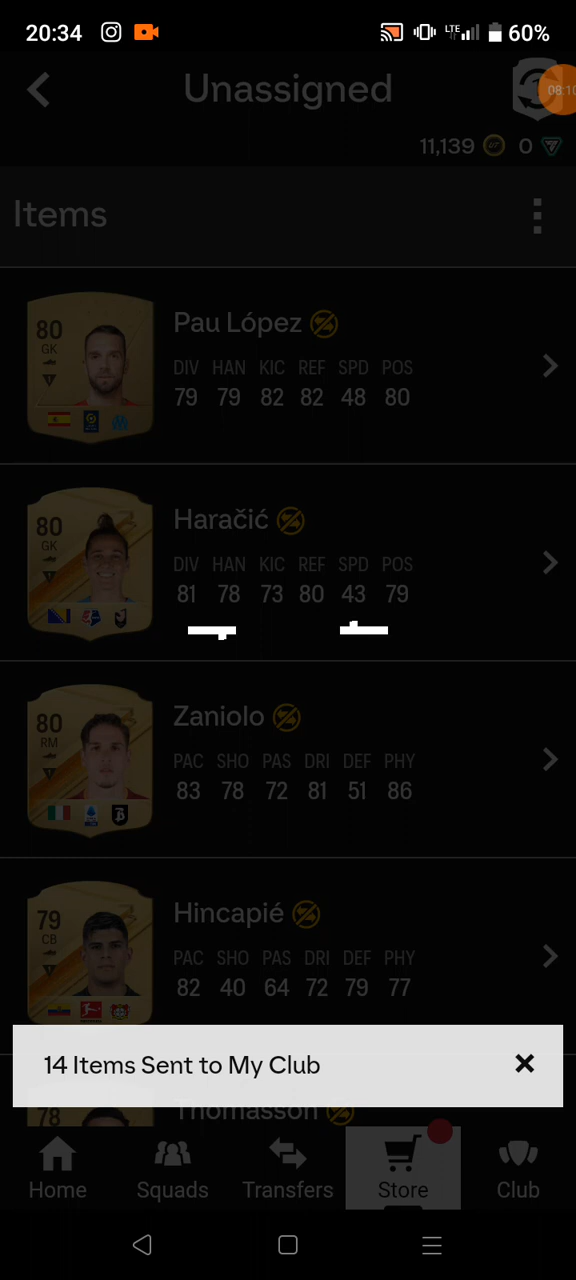 20:34 LTE 60%
Unassigned
08:10
11,139 0
Items
80 GK
Pau López
DIV HAN KIC REF SPD POS
79 79 82 82 48 80
80 GK
Haračić
DIV HAN KIC REF SPD POS
81 78 73 80 43 79
80 RM
Zaniolo
PAC SHO PAS DRI DEF PHY
83 78 72 81 51 86
79 CB
Hincapié
PAC SHO PAS DRI DEF PHY
82 40 64 72 79 77
14 Items Sent to My Club
78
Thomasson
Home Squads Transfers Store Club